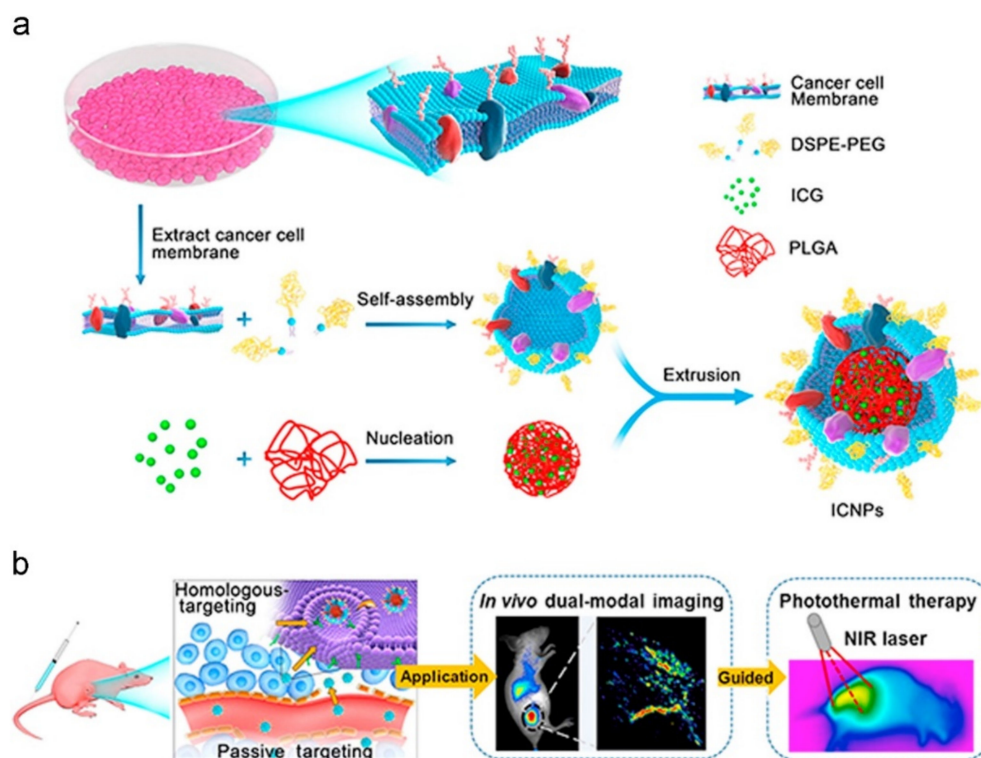 a
Cancer cell
Membrane
DSPE-PEG
ICG
PLGA
Extract cancer cell
membrane
+
Self-assembly
Extrusion
+
Nucleation
ICNPs
b
Homologous-
targeting
Passive targeting
Application
In vivo dual-modal imaging
Guided
Photothermal therapy
NIR laser